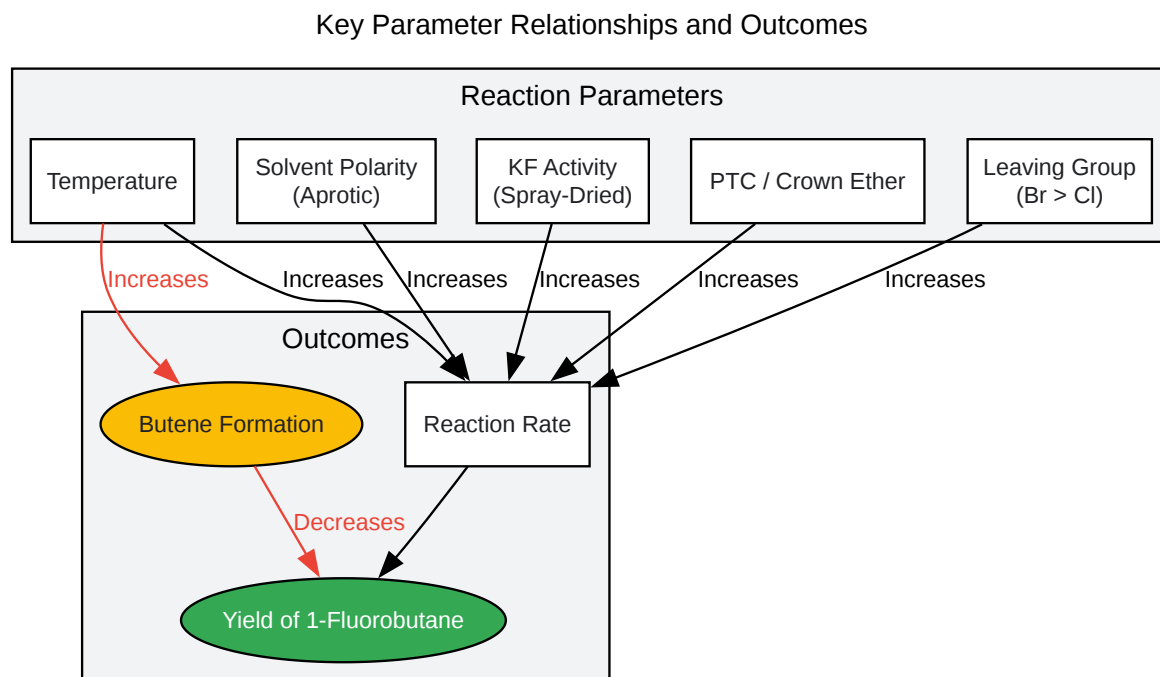 Key Parameter Relationships and Outcomes
Reaction Parameters
Temperature
Solvent Polarity
(Aprotic)
KF Activity
(Spray-Dried)
PTC / Crown Ether
Leaving Group
(Br > Cl)
Increases
Increases
Increases
Increases
Increases
Increases
Outcomes
Butene Formation
Reaction Rate
Decreases
Yield of 1-Fluorobutane